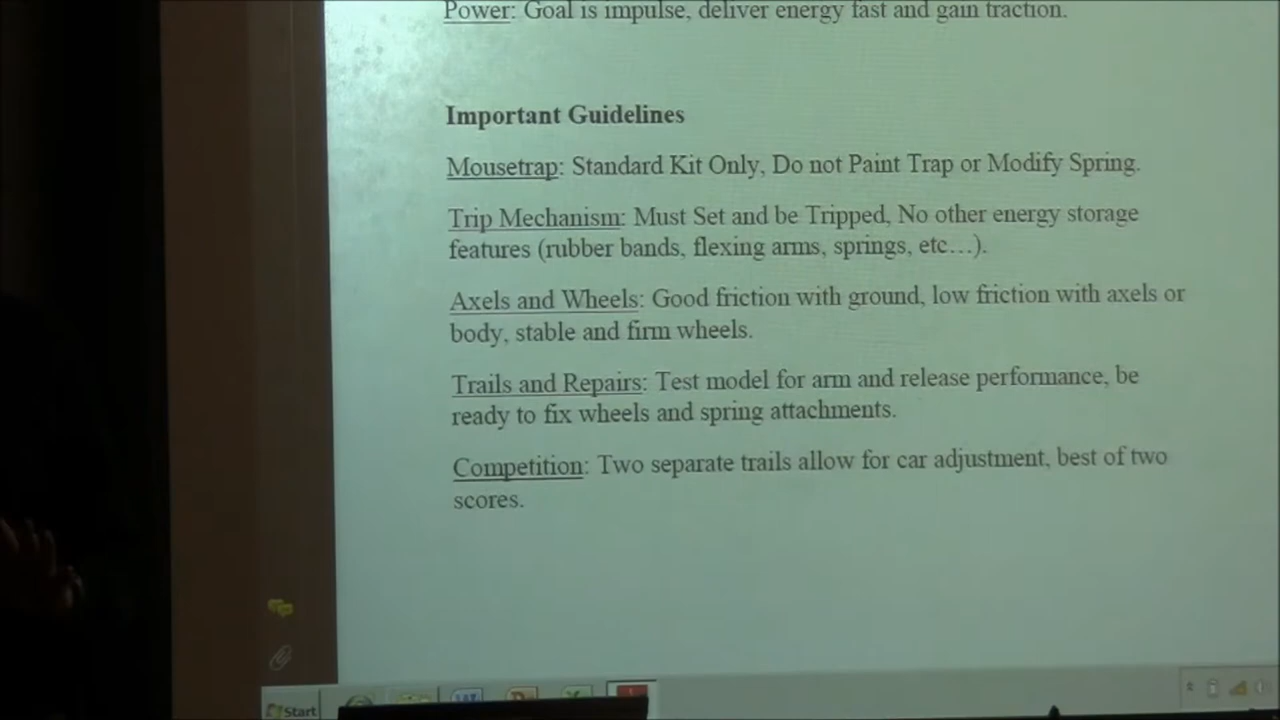 Power: Goal is impulse, deliver energy fast and gain traction.
Important Guidelines
Mousetrap: Standard Kit Only, Do not Paint Trap or Modify Spring.
Trip Mechanism: Must Set and be Tripped, No other energy storage
features (rubber bands, flexing arms, springs, etc…).
Axels and Wheels: Good friction with ground, low friction with axels or
body, stable and firm wheels.
Trails and Repairs: Test model for arm and release performance, be
ready to fix wheels and spring attachments.
Competition: Two separate trails allow for car adjustment, best of two
scores.
Start